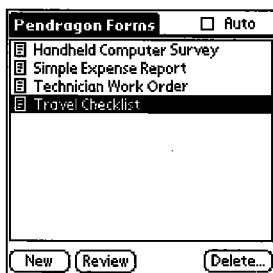 Pendragon Forms Auto
Handheld Computer Survey
Simple Expense Report
Technician Work Order
Travel Checklist
New Review Delete...